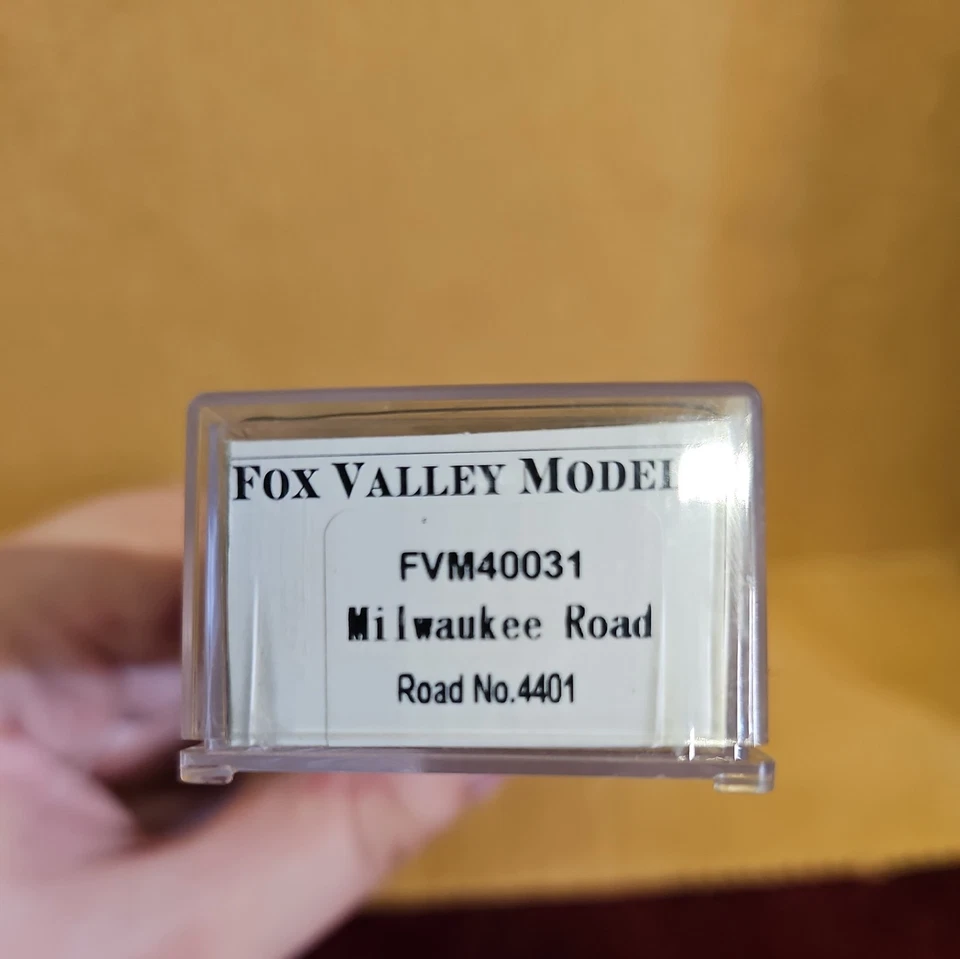 FOX VALLEY MODEL
FVM40031
Milwaukee Road
Road No.4401